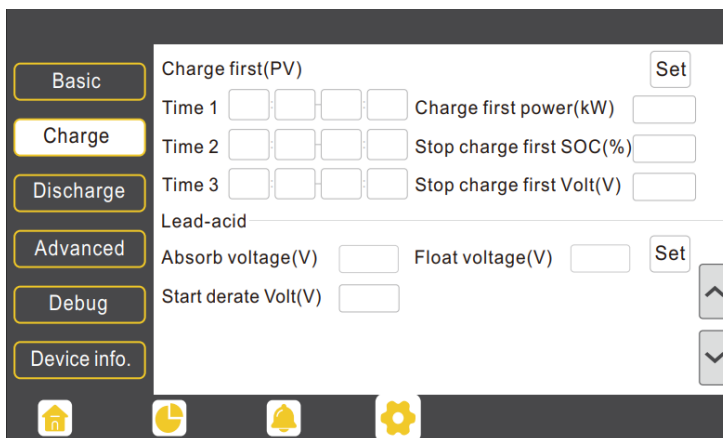 Basic
Charge
Discharge
Advanced
Debug
Device info.
Charge first(PV)
Set
Time 1 : - :
Charge first power(kW)
Time 2 : - :
Stop charge first SOC(%)
Time 3 : - :
Stop charge first Volt(V)
Lead-acid
Absorb voltage(V)
Float voltage(V)
Set
Start derate Volt(V)